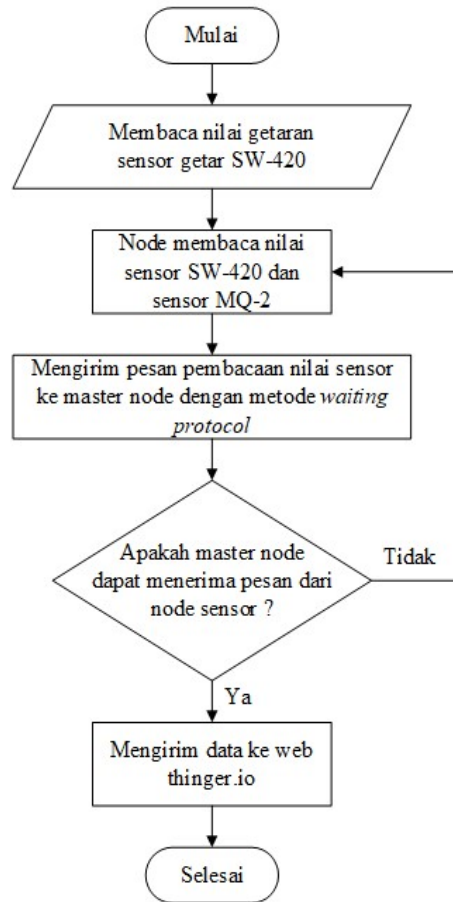 Mulai
Membaca nilai getaran
sensor getar SW-420
Node membaca nilai
sensor SW-420 dan
sensor MQ-2
Mengirim pesan pembacaan nilai sensor
ke master node dengan metode waiting
protocol
Apakah master node
dapat menerima pesan dari
node sensor ?
Tidak
Ya
Mengirim data ke web
thinger.io
Selesai